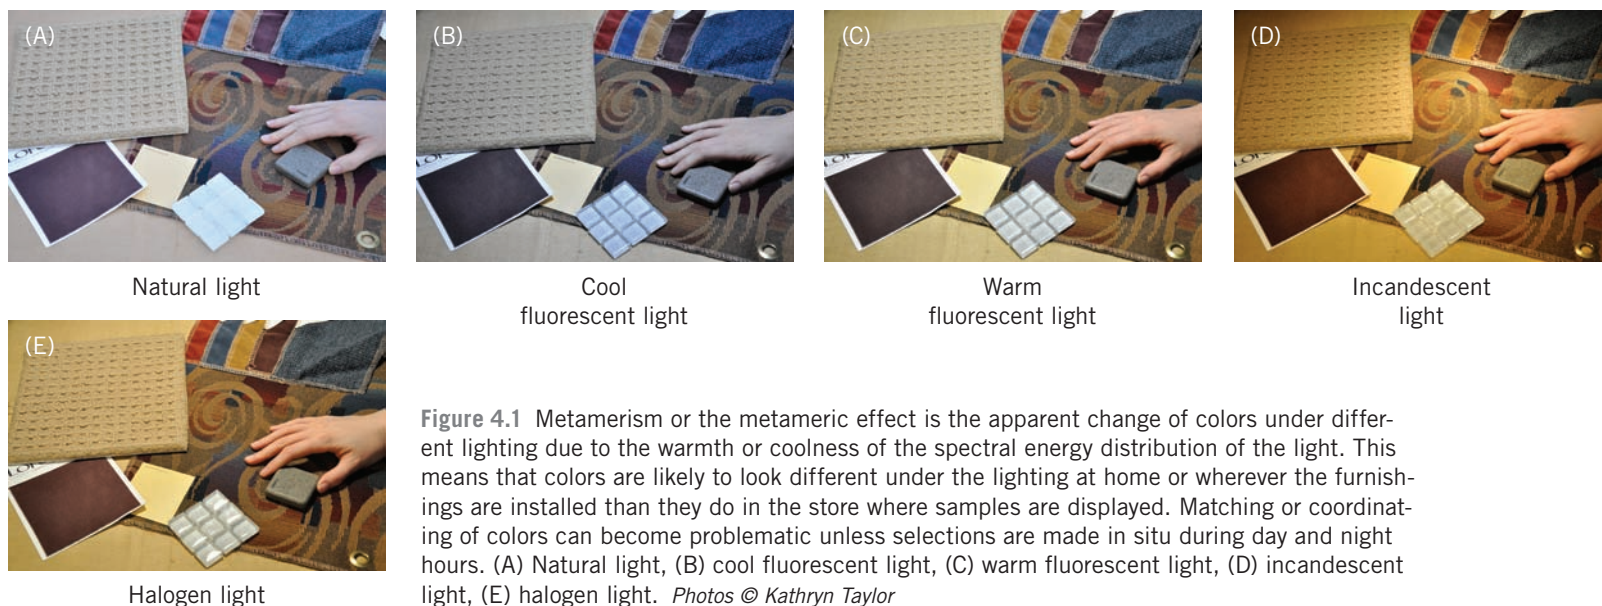 (A)
(B)
(C)
(D)
Natural light
Cool
fluorescent light
Warm
fluorescent light
Incandescent
light
(E)
Halogen light
Figure 4.1 Metamerism or the metameric effect is the apparent change of colors under differ-
ent lighting due to the warmth or coolness of the spectral energy distribution of the light. This
means that colors are likely to look different under the lighting at home or wherever the furnish-
ings are installed than they do in the store where samples are displayed. Matching or coordinat-
ing of colors can become problematic unless selections are made in situ during day and night
hours. (A) Natural light, (B) cool fluorescent light, (C) warm fluorescent light, (D) incandescent
light, (E) halogen light. Photos © Kathryn Taylor